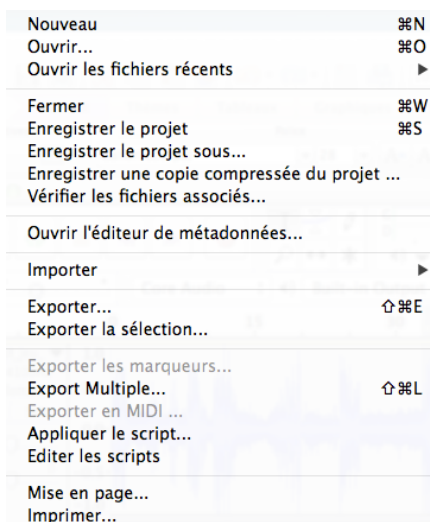 Nouveau ⌘N
Ouvrir... ⌘O
Ouvrir les fichiers récents ▶
Fermer ⌘W
Enregistrer le projet ⌘S
Enregistrer le projet sous...
Enregistrer une copie compressée du projet ...
Vérifier les fichiers associés...
Ouvrir l'éditeur de métadonnées...
Importer ▶
Exporter... ⇧⌘E
Exporter la sélection...
Exporter les marqueurs...
Export Multiple... ⇧⌘L
Exporter en MIDI ...
Appliquer le script...
Editer les scripts
Mise en page...
Imprimer...